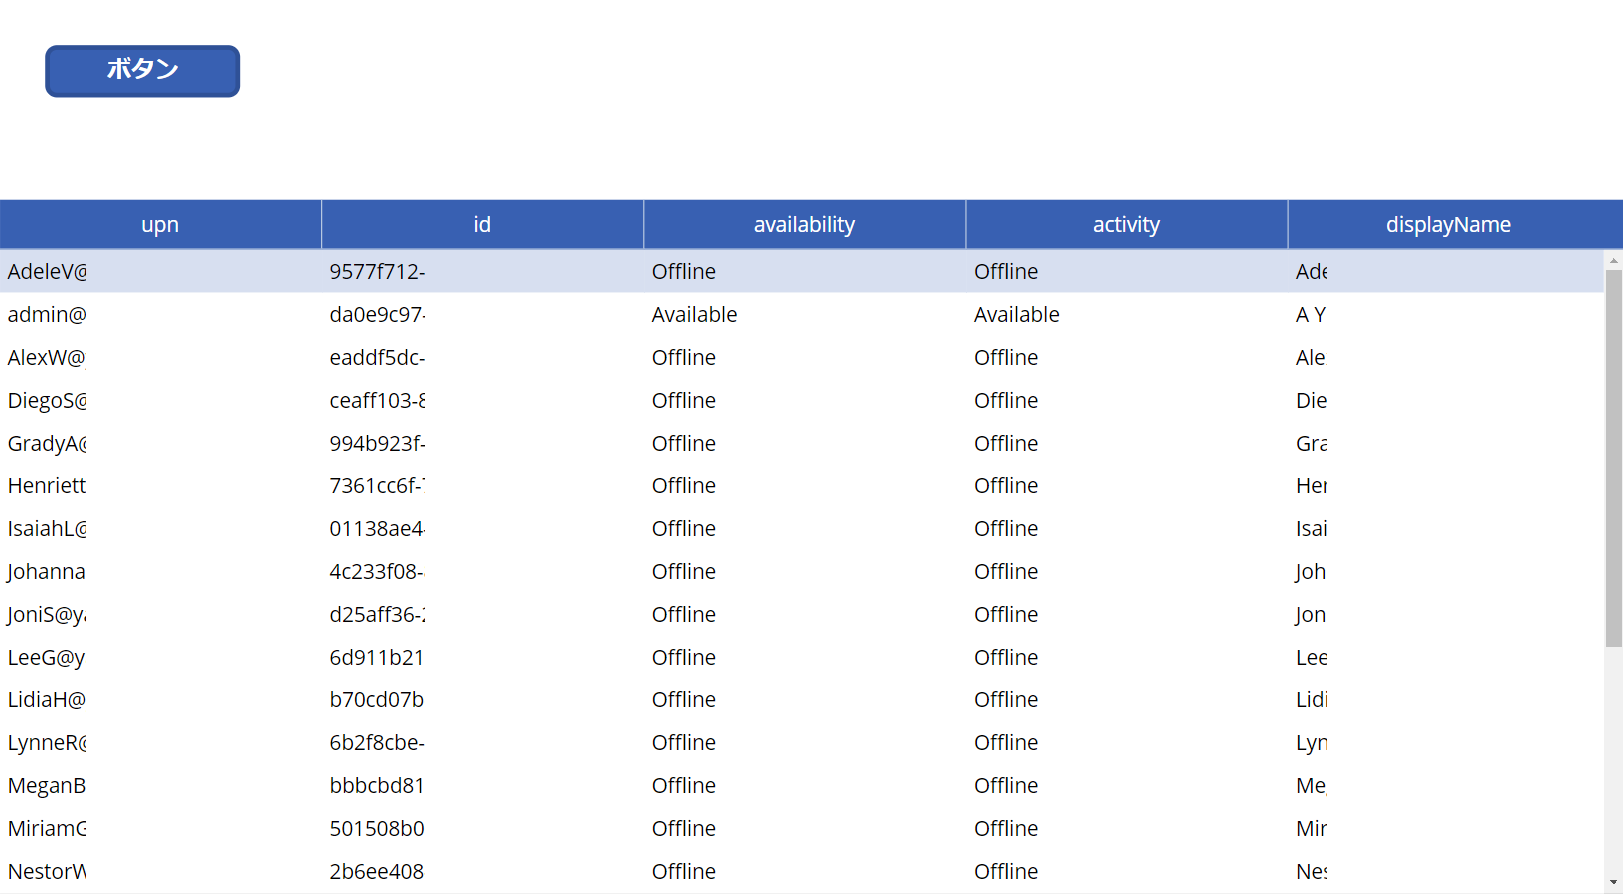 ボタン
upn id availability activity displayName
AdeleV@ 9577f712- Offline Offline Ade
admin@ da0e9c97- Available Available A Y
AlexW@ eaddf5dc- Offline Offline Ale
DiegoS@ ceaff103-8 Offline Offline Die
GradyA@ 994b923f- Offline Offline Gra
Henriett 7361cc6f-7 Offline Offline Her
IsaiahL@ 01138ae4- Offline Offline Isai
Johanna 4c233f08- Offline Offline Joh
JoniS@ya d25aff36-2 Offline Offline Jon
LeeG@y 6d911b21 Offline Offline Lee
LidiaH@ b70cd07b Offline Offline Lidi
LynneR@ 6b2f8cbe- Offline Offline Lyn
MeganB bbbcbd81 Offline Offline Meg
MiriamG 501508b0 Offline Offline Mir
NestorW 2b6ee408 Offline Offline Nes